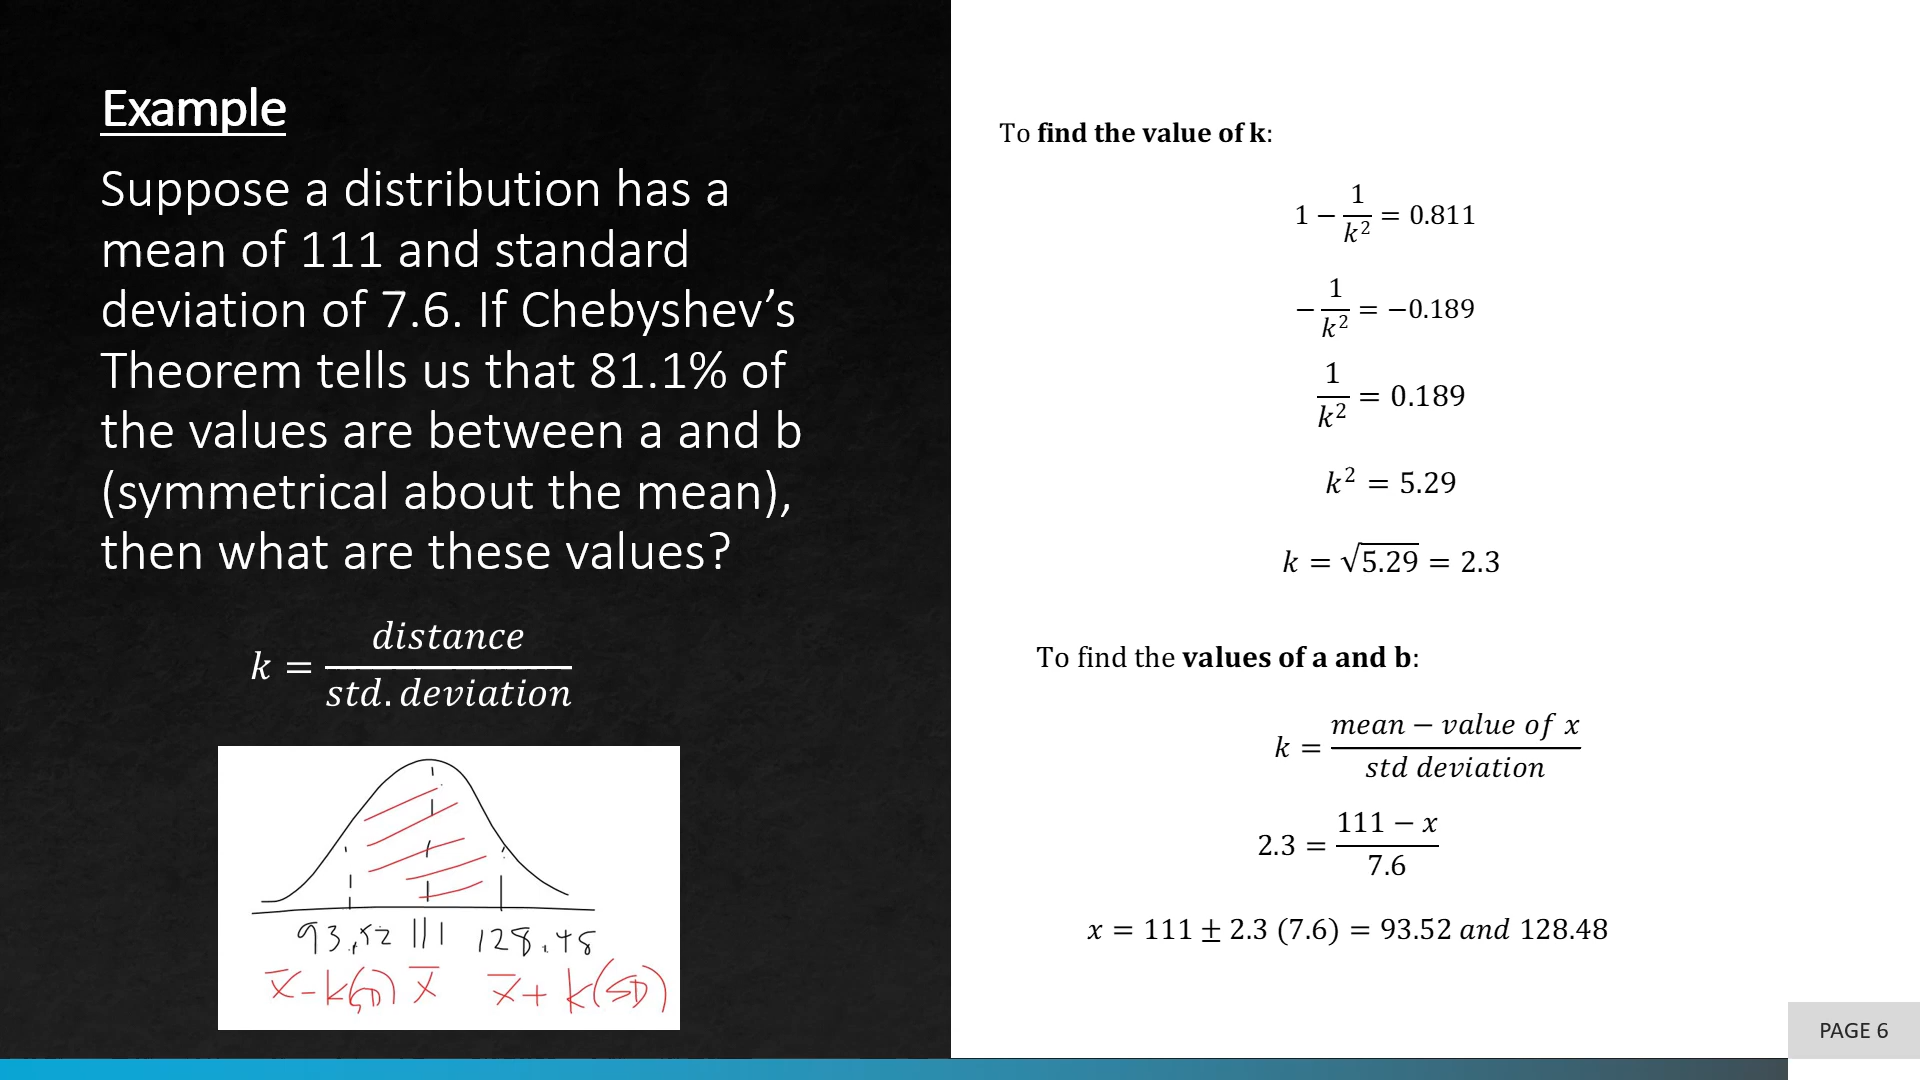 Example
Suppose a distribution has a
mean of 111 and standard
deviation of 7.6. If Chebyshev’s
Theorem tells us that 81.1% of
the values are between a and b
(symmetrical about the mean),
then what are these values?
k = distance / std. deviation
93.52 111 128.48
x̄ - k(SD) x̄ x̄ + k(SD)
To find the value of k:
1 − 1/k² = 0.811
− 1/k² = −0.189
1/k² = 0.189
k² = 5.29
k = √5.29 = 2.3
To find the values of a and b:
k = mean − value of x / std deviation
2.3 = 111 − x / 7.6
x = 111 ± 2.3 (7.6) = 93.52 and 128.48
PAGE 6